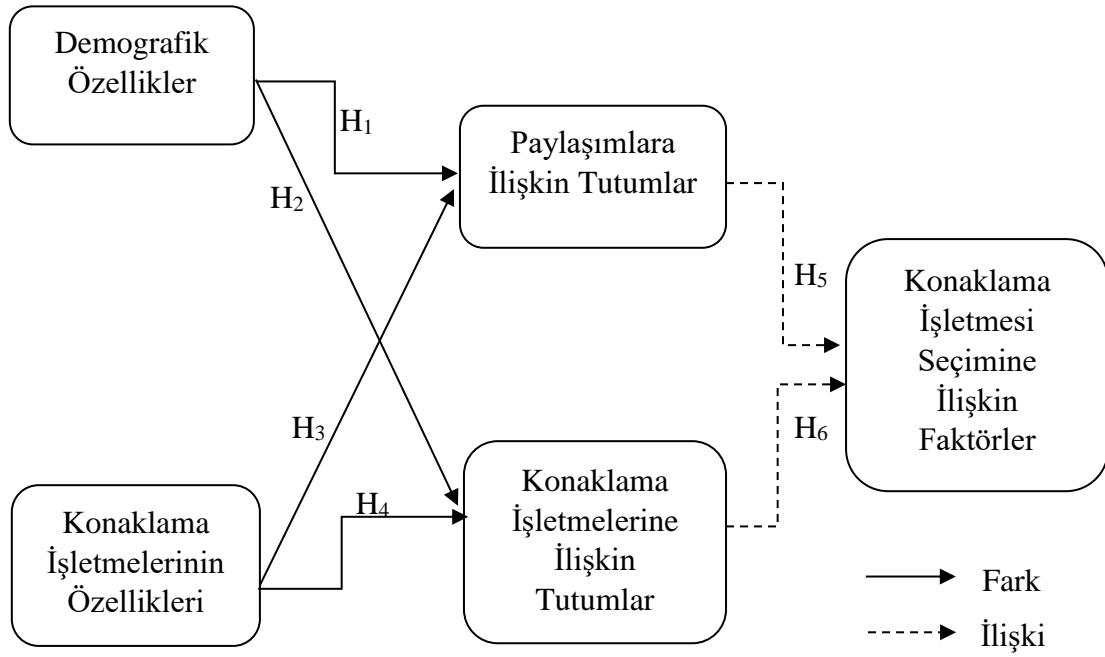 Demografik
Özellikler
H1
Paylaşımlara
İlişkin Tutumlar
H2
H5
Konaklama
İşletmesi
Seçimine
İlişkin
Faktörler
H3
H6
Konaklama
İşletmelerinin
Özellikleri
H4
Konaklama
İşletmelerine
İlişkin
Tutumlar
Fark
İlişki